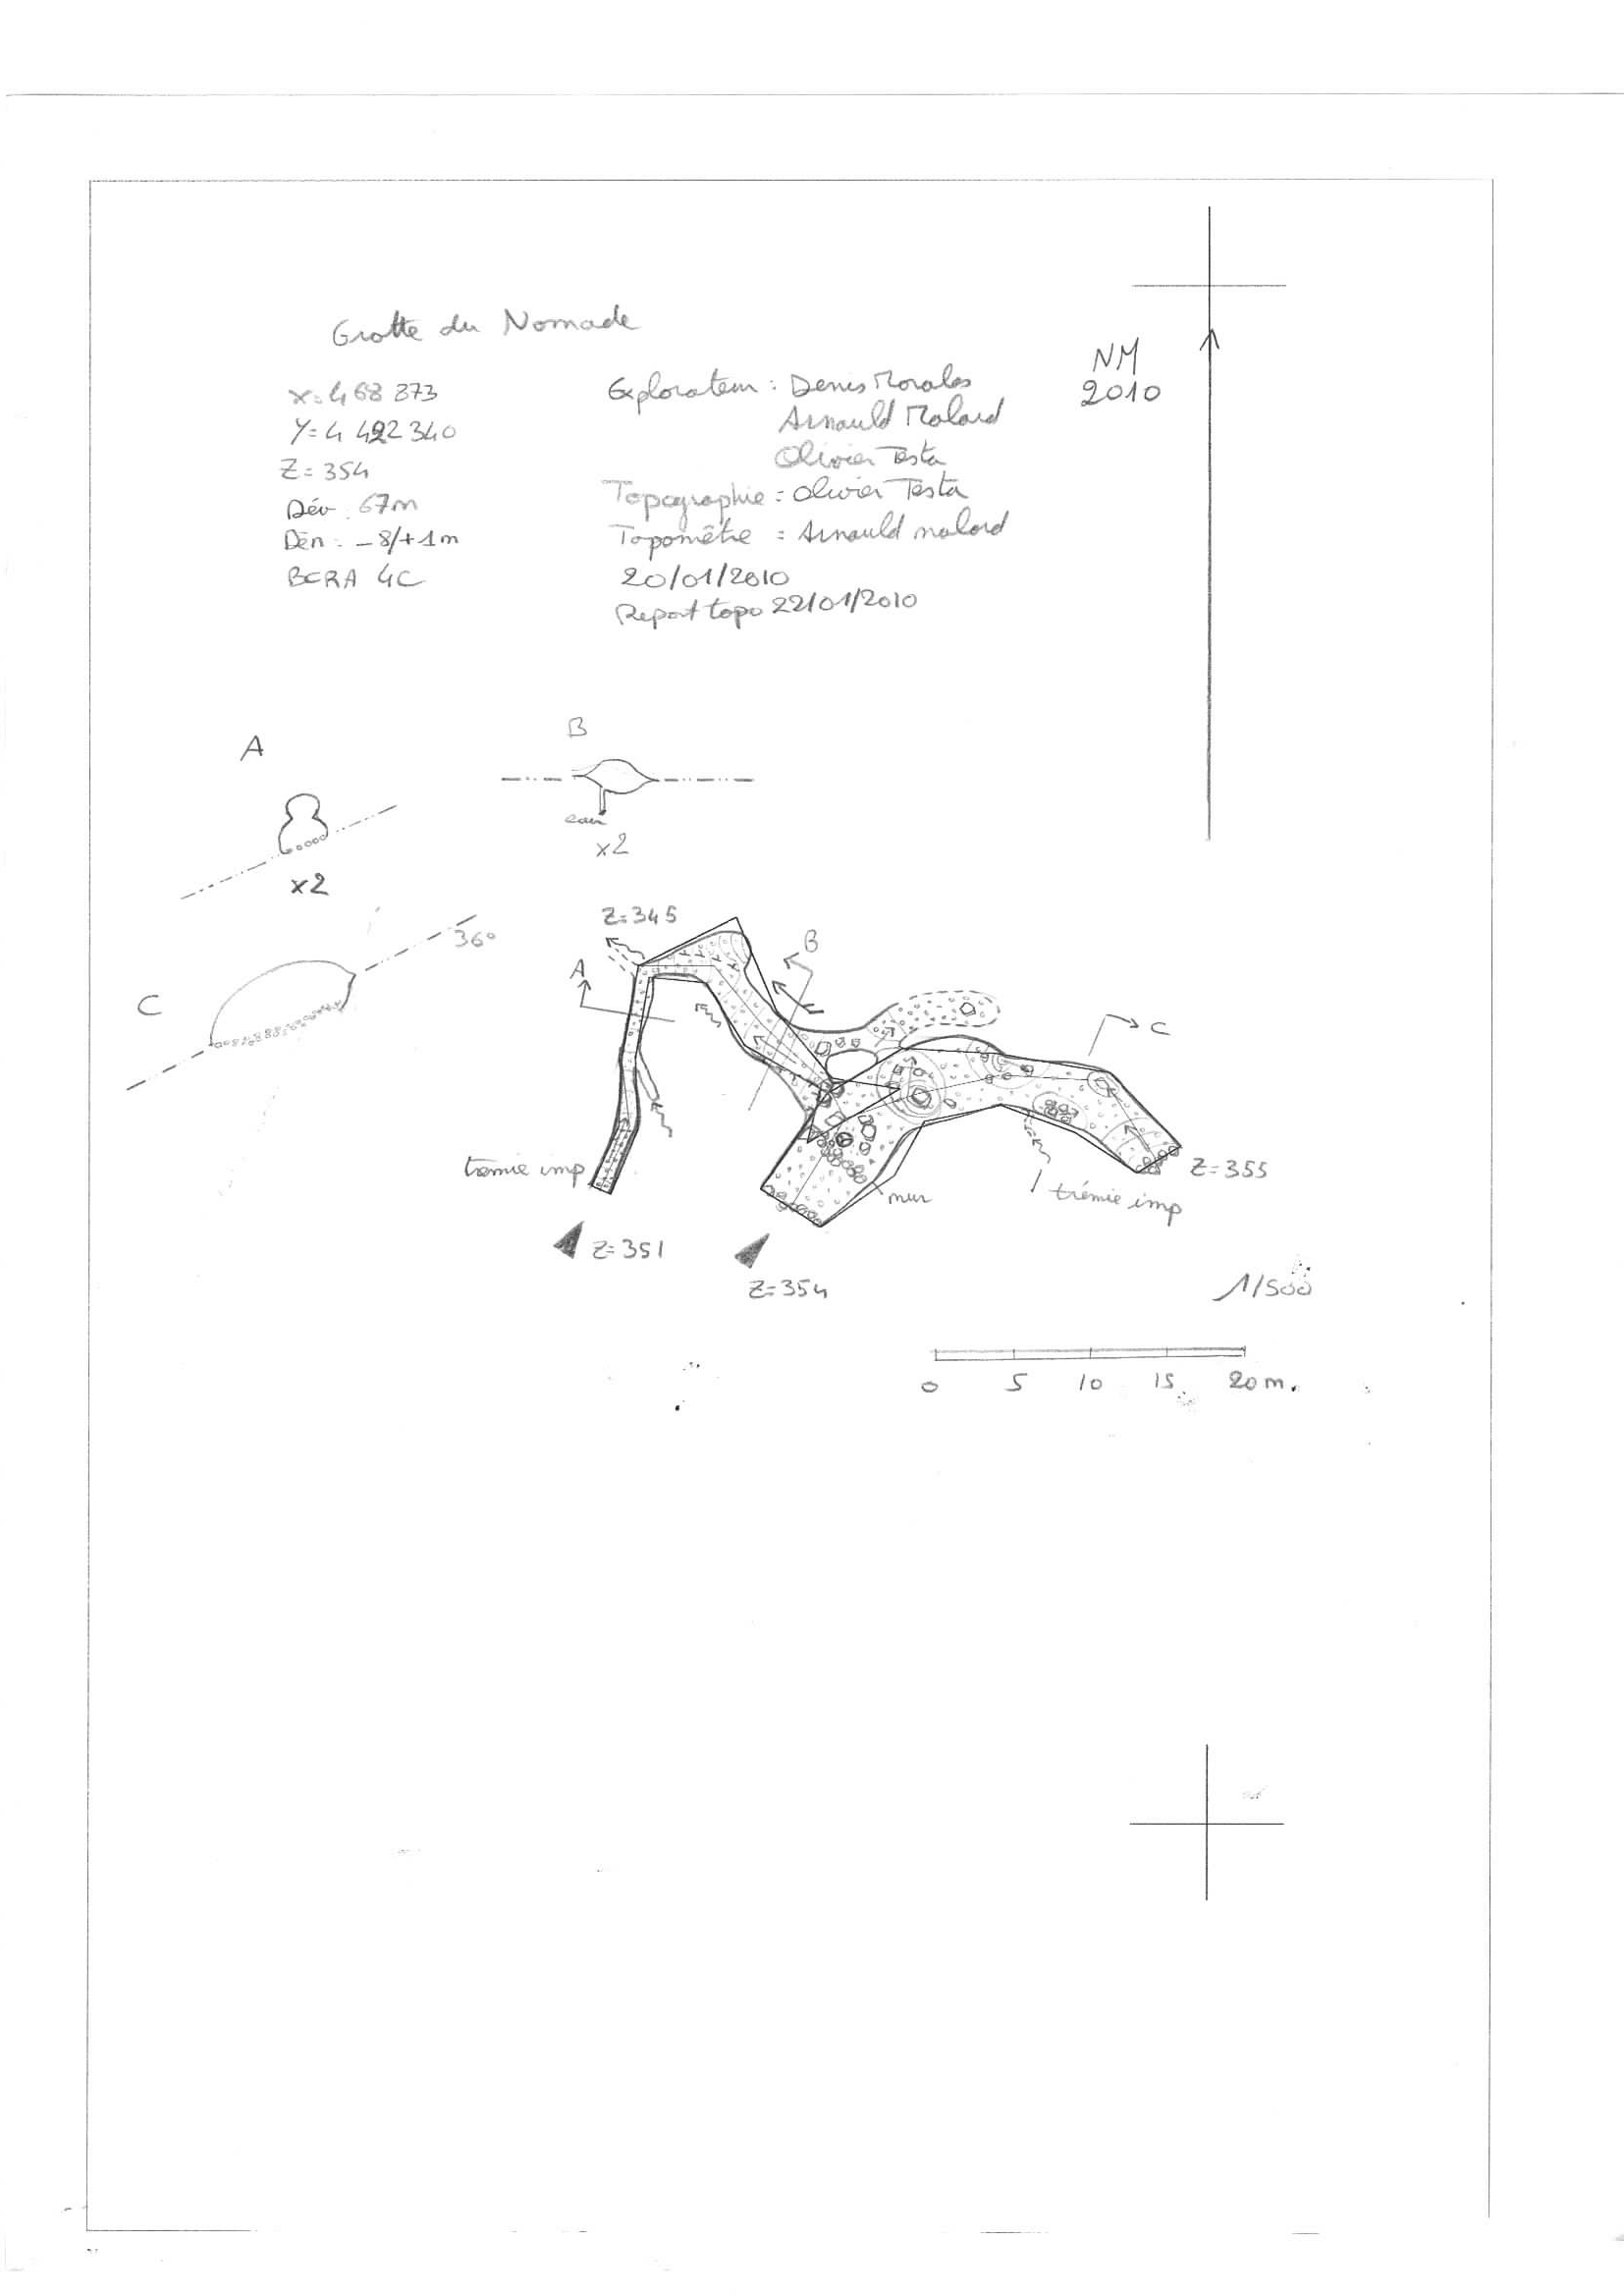 Grotte du Nomade
X=468 373
Y=4 492 340
Z=354
Dév : 67m
Dén : -8/+1m
BCRA 4C
Explorateur : Denis Morales
Arnauld Malard
Olivier Testa
Topographie : Olivier Testa
Topomètre : Arnauld malard
20/01/2010
Report topo 22/01/2010
NM
2010
A
x2
B
eau
x2
C
36°
Z=345
A
B
C
trémie imp
mur
Z=355
trémie imp
Z=351
Z=354
1/500
0 5 10 15 20 m.